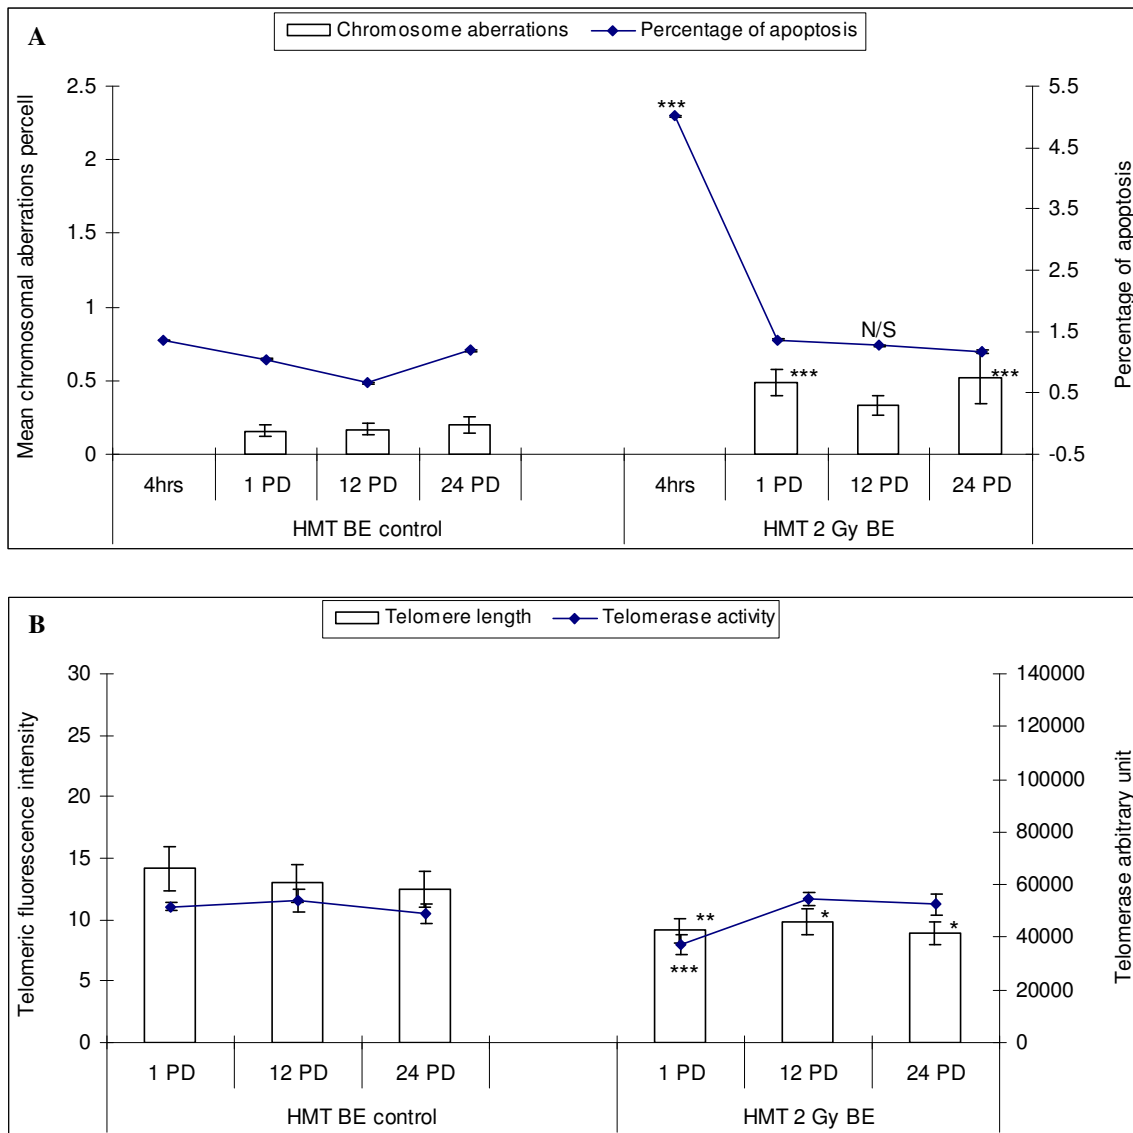 A
Chromosome aberrations
Percentage of apoptosis
Mean chromosomal aberrations percell
2.5
2
1.5
1
0.5
0
5.5
4.5
3.5
2.5
1.5
0.5
-0.5
Percentage of apoptosis
***
N/S
***
***
4hrs 1 PD 12 PD 24 PD 4hrs 1 PD 12 PD 24 PD
HMT BE control HMT 2 Gy BE
B
Telomere length
Telomerase activity
Telomeric fluorescence intensity
30
25
20
15
10
5
0
140000
120000
100000
80000
60000
40000
20000
0
Telomerase arbitrary unit
**
*
*
***
1 PD 12 PD 24 PD 1 PD 12 PD 24 PD
HMT BE control HMT 2 Gy BE